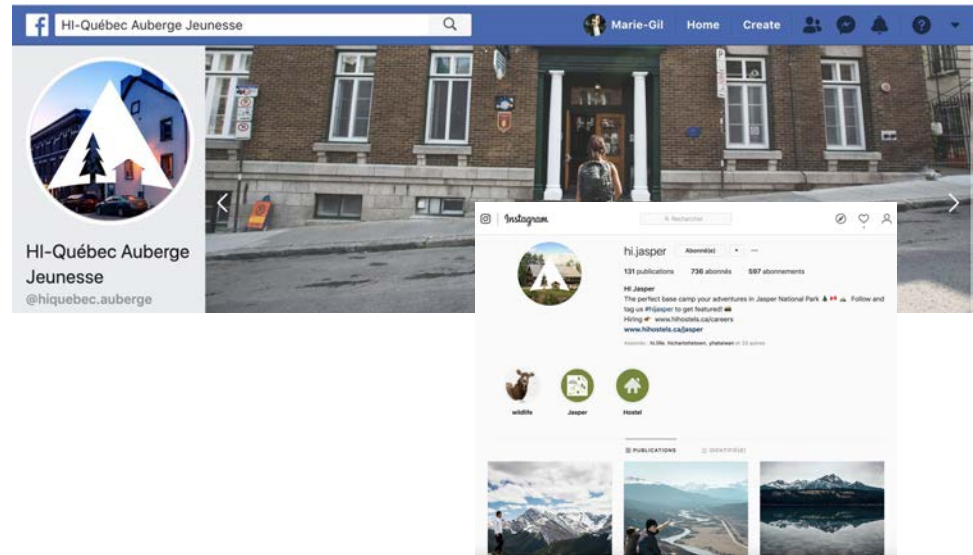 HI-Québec Auberge Jeunesse
Marie-Gil Home Create
HI-Québec Auberge
Jeunesse
@hiquebec.auberge
Instagram
Rechercher
hi.jasper Abonné(e)
131 publications 736 abonnés 597 abonnements
HI Jasper
The perfect base camp your adventures in Jasper National Park Follow and
tag us #hijasper to get featured!
Hiring www.hihostels.ca/careers
www.hihostels.ca/jasper
wildlife Jasper Hostel
PUBLICATIONS IDENTIFIÉ(E)